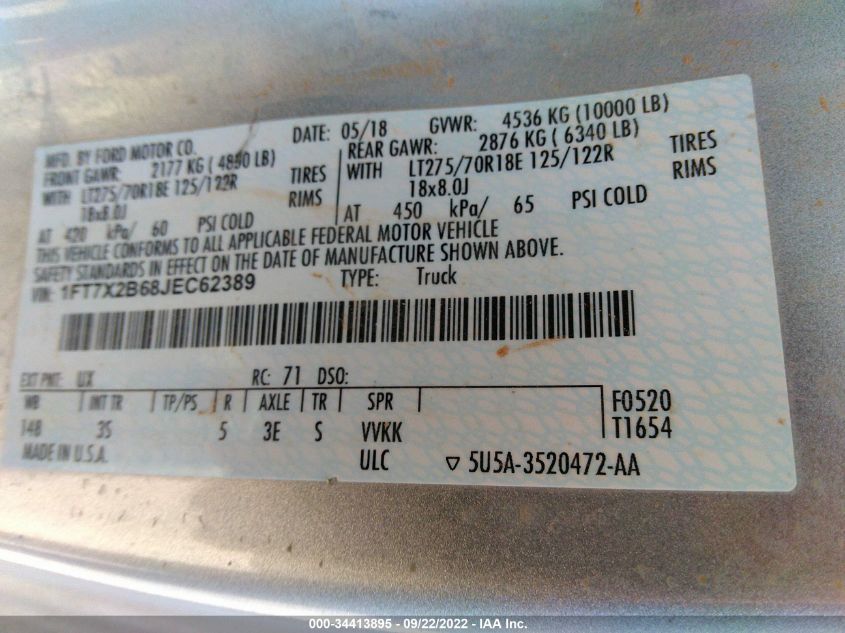 MFD. BY FORD MOTOR CO.
DATE: 05/18 GVWR: 4536 KG (10000 LB)
FRONT GAWR: 2177 KG ( 4800 LB)
REAR GAWR: 2876 KG ( 6340 LB)
WITH LT275/70R18E 125/122R TIRES
WITH LT275/70R18E 125/122R TIRES
18x8.0J RIMS
18x8.0J RIMS
AT 420 kPa/ 60 PSI COLD
AT 450 kPa/ 65 PSI COLD
THIS VEHICLE CONFORMS TO ALL APPLICABLE FEDERAL MOTOR VEHICLE
SAFETY STANDARDS IN EFFECT ON THE DATE OF MANUFACTURE SHOWN ABOVE.
VIN: 1FT7X2B68JEC62389 TYPE: Truck
EXT PNT: UX RC: 71 DSO:
WB INT TR TP/PS R AXLE TR SPR F0520
148 3S 5 3E S VVKK T1654
MADE IN U.S.A. ULC ▽ 5U5A-3520472-AA
000-34413895 - 09/22/2022 - IAA Inc.